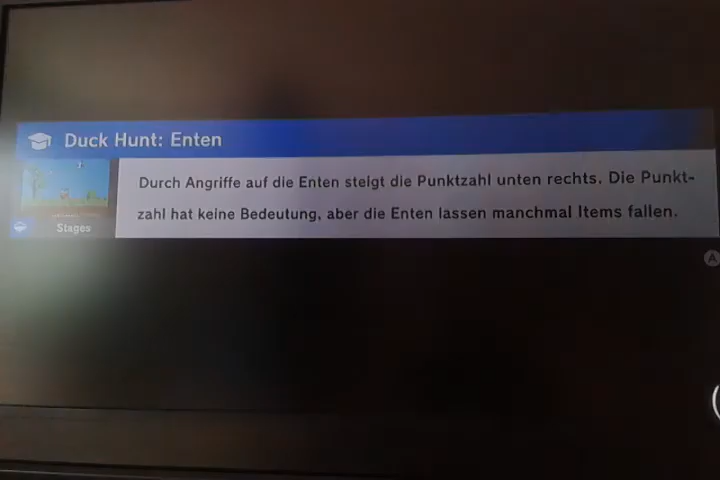 Duck Hunt: Enten
Durch Angriffe auf die Enten steigt die Punktzahl unten rechts. Die Punkt-
zahl hat keine Bedeutung, aber die Enten lassen manchmal Items fallen.
Stages
A